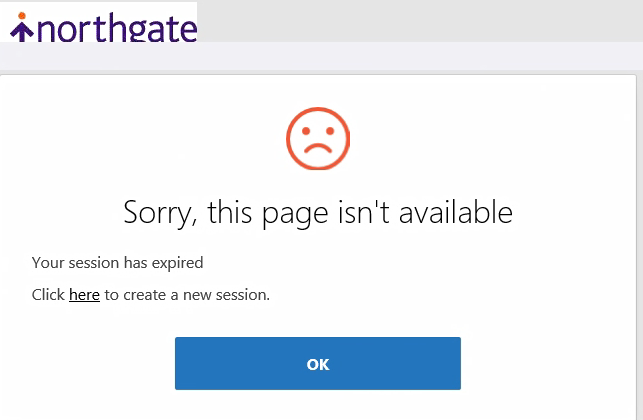 northgate
Sorry, this page isn't available
Your session has expired
Click here to create a new session.
OK